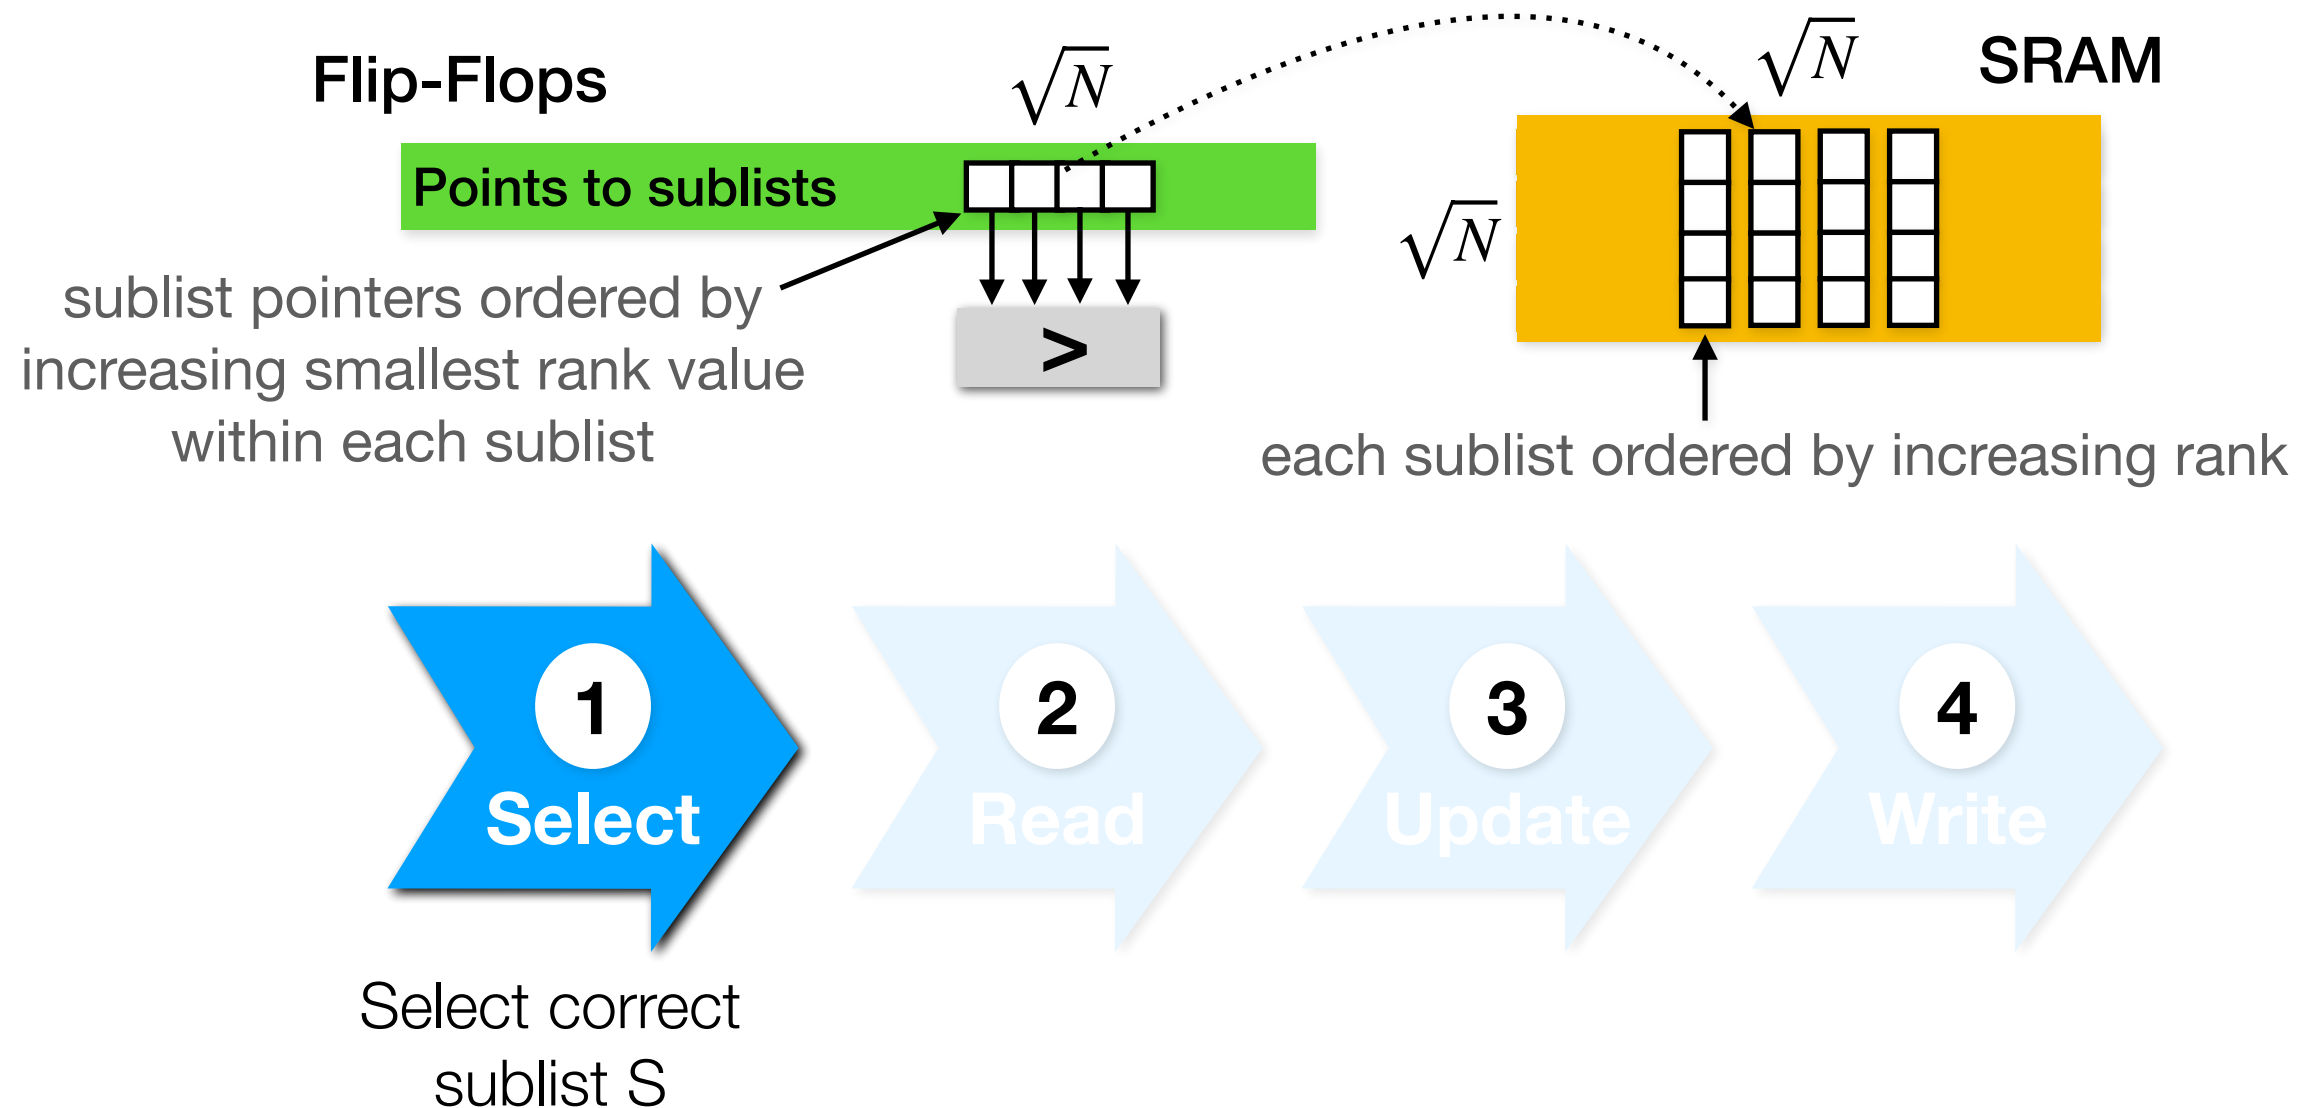 Flip-Flops
√N
√N
SRAM
Points to sublists
√N
sublist pointers ordered by
increasing smallest rank value
within each sublist
>
each sublist ordered by increasing rank
1
Select
2
Read
3
Update
4
Write
Select correct
sublist S